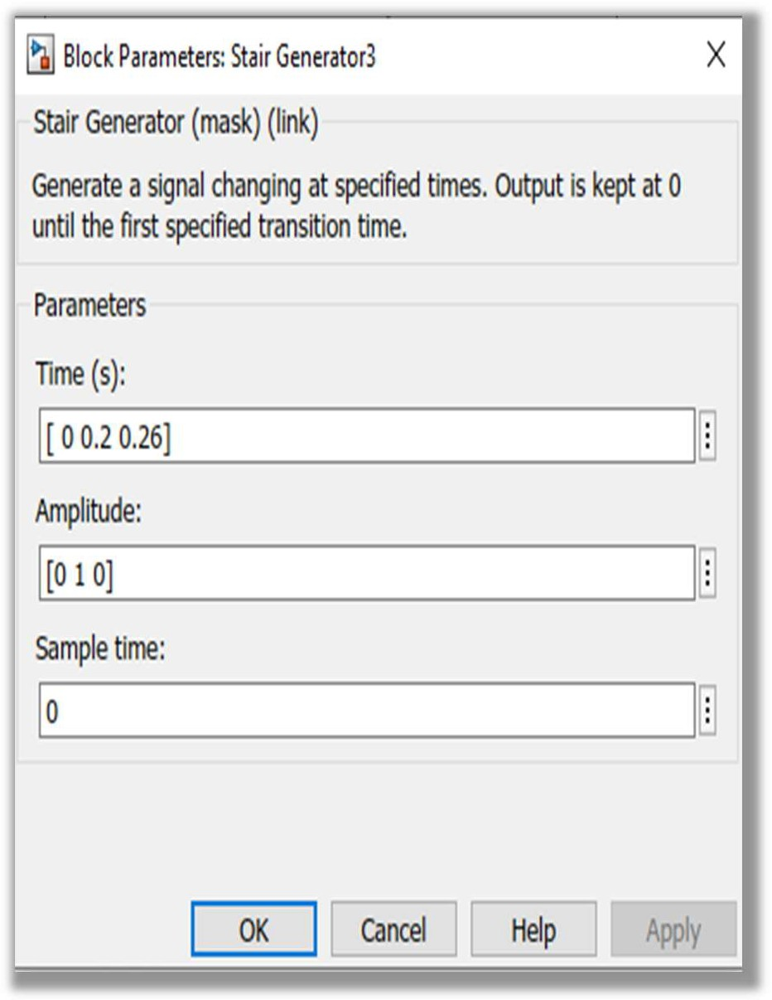 Block Parameters: Stair Generator3
Stair Generator (mask) (link)
Generate a signal changing at specified times. Output is kept at 0
until the first specified transition time.
Parameters
Time (s):
[ 0 0.2 0.26]
Amplitude:
[0 1 0]
Sample time:
0
OK Cancel Help Apply